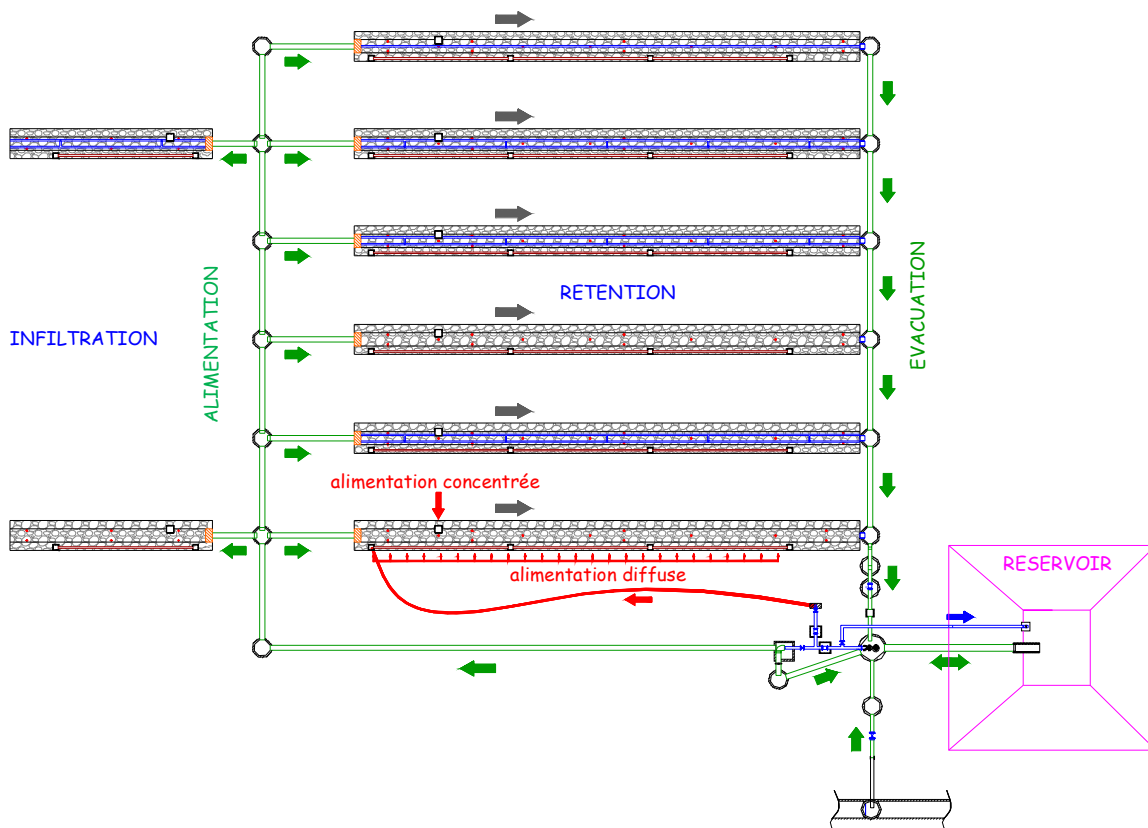 INFILTRATION
ALIMENTATION
RETENTION
EVACUATION
alimentation concentrée
alimentation diffuse
RESERVOIR